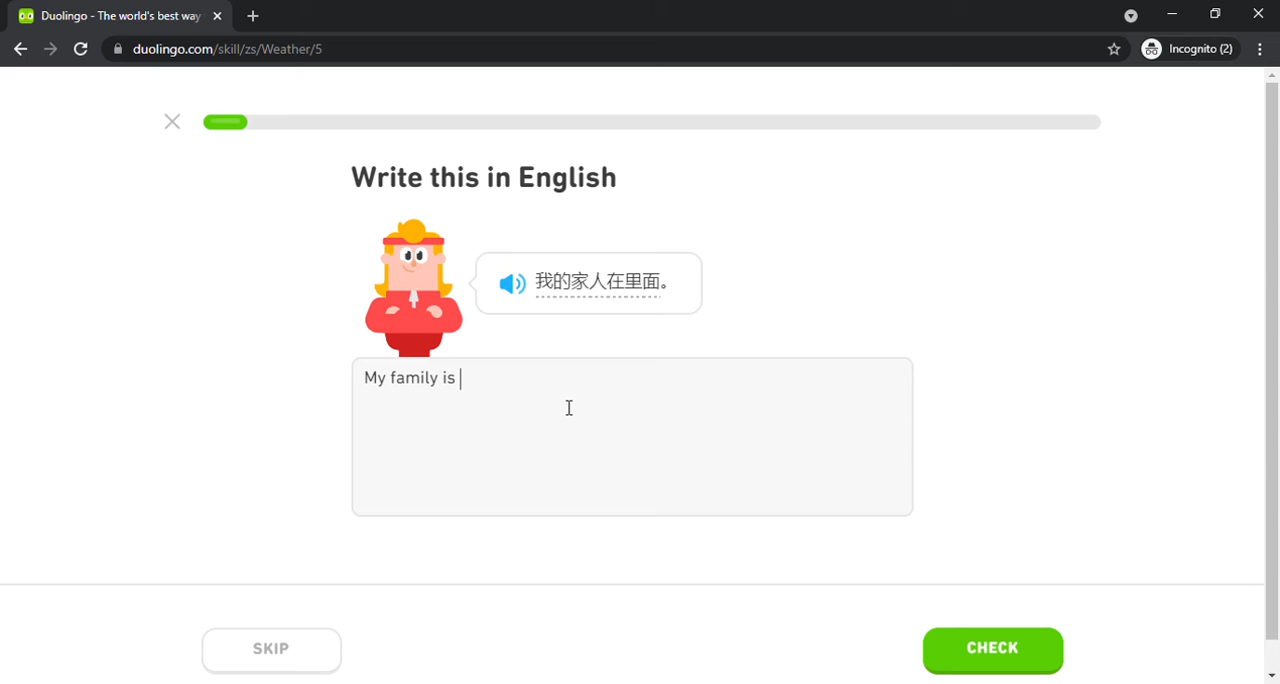 Duolingo - The world's best way
duolingo.com/skill/zs/Weather/5
Incognito (2)
Write this in English
我的家人在里面。
My family is
SKIP
CHECK